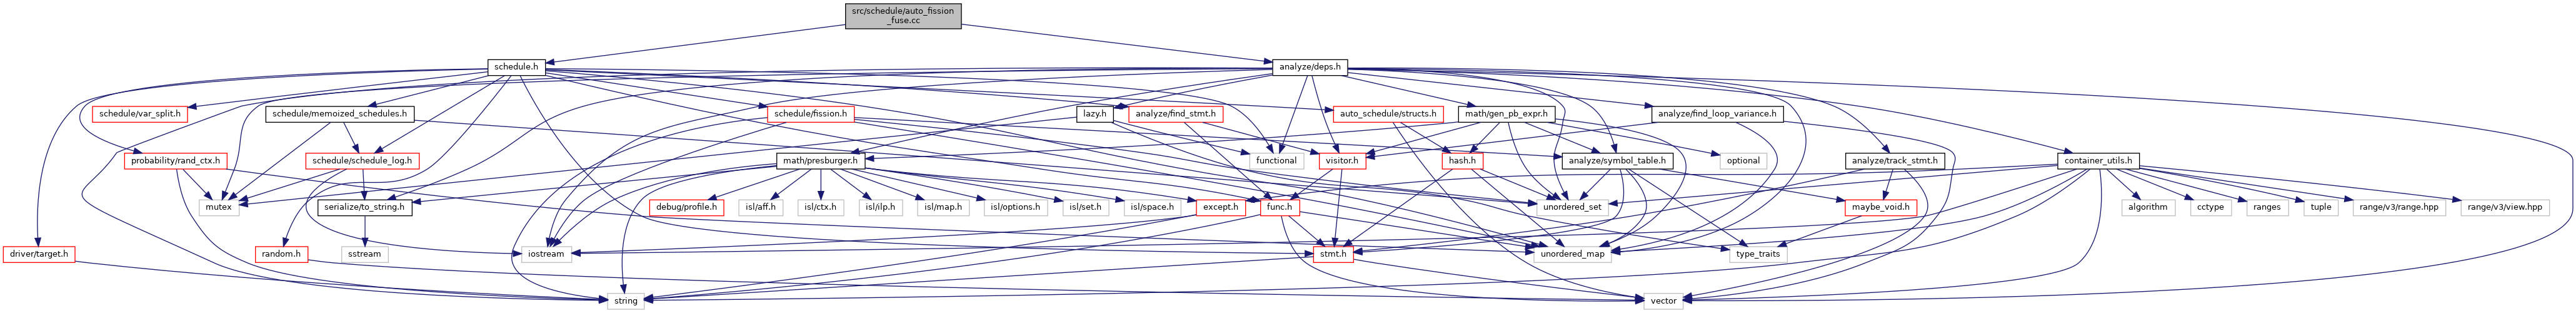 src/schedule/auto_fission
_fuse.cc
schedule.h
analyze/deps.h
schedule/var_split.h
schedule/memoized_schedules.h
schedule/fission.h
lazy.h
analyze/find_stmt.h
auto_schedule/structs.h
math/gen_pb_expr.h
analyze/find_loop_variance.h
probability/rand_ctx.h
schedule/schedule_log.h
math/presburger.h
functional
visitor.h
hash.h
analyze/symbol_table.h
optional
analyze/track_stmt.h
container_utils.h
mutex
serialize/to_string.h
debug/profile.h
isl/aff.h
isl/ctx.h
isl/ilp.h
isl/map.h
isl/options.h
isl/set.h
isl/space.h
except.h
func.h
unordered_set
maybe_void.h
algorithm
cctype
ranges
tuple
range/v3/range.hpp
range/v3/view.hpp
driver/target.h
random.h
sstream
iostream
stmt.h
unordered_map
type_traits
string
vector